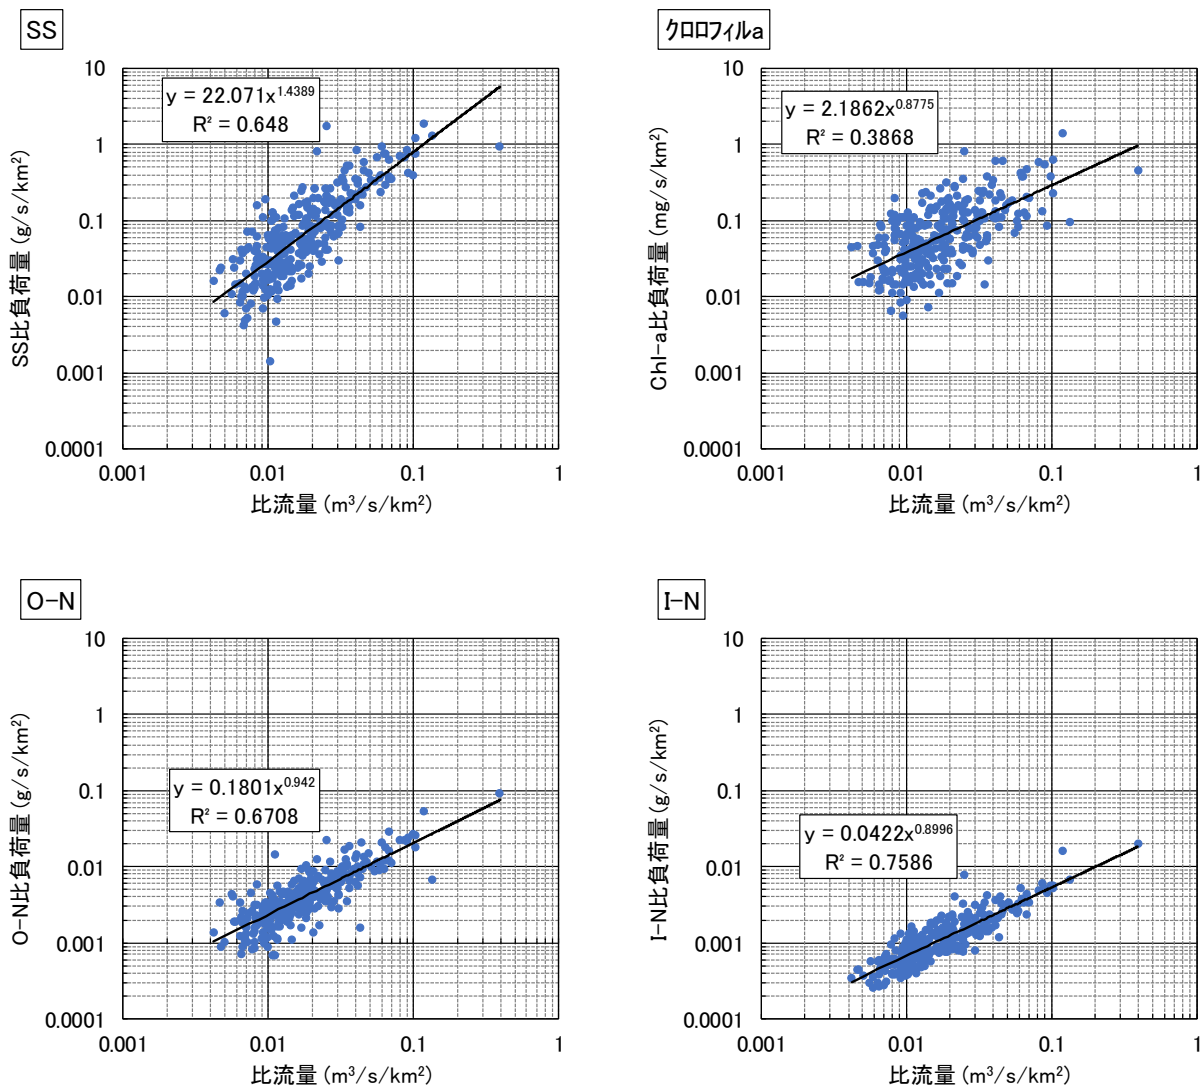 SS
10
1
0.1
0.01
0.001
0.0001
0.001
0.01
0.1
1
SS比負荷量 (g/s/km²)
比流量 (m³/s/km²)
y = 22.071x^1.4389
R² = 0.648
クロロフィルa
10
1
0.1
0.01
0.001
0.0001
0.001
0.01
0.1
1
Chl-a比負荷量 (mg/s/km²)
比流量 (m³/s/km²)
y = 2.1862x^0.8775
R² = 0.3868
O-N
10
1
0.1
0.01
0.001
0.0001
0.001
0.01
0.1
1
O-N比負荷量 (g/s/km²)
比流量 (m³/s/km²)
y = 0.1801x^0.942
R² = 0.6708
I-N
10
1
0.1
0.01
0.001
0.0001
0.001
0.01
0.1
1
I-N比負荷量 (g/s/km²)
比流量 (m³/s/km²)
y = 0.0422x^0.8996
R² = 0.7586